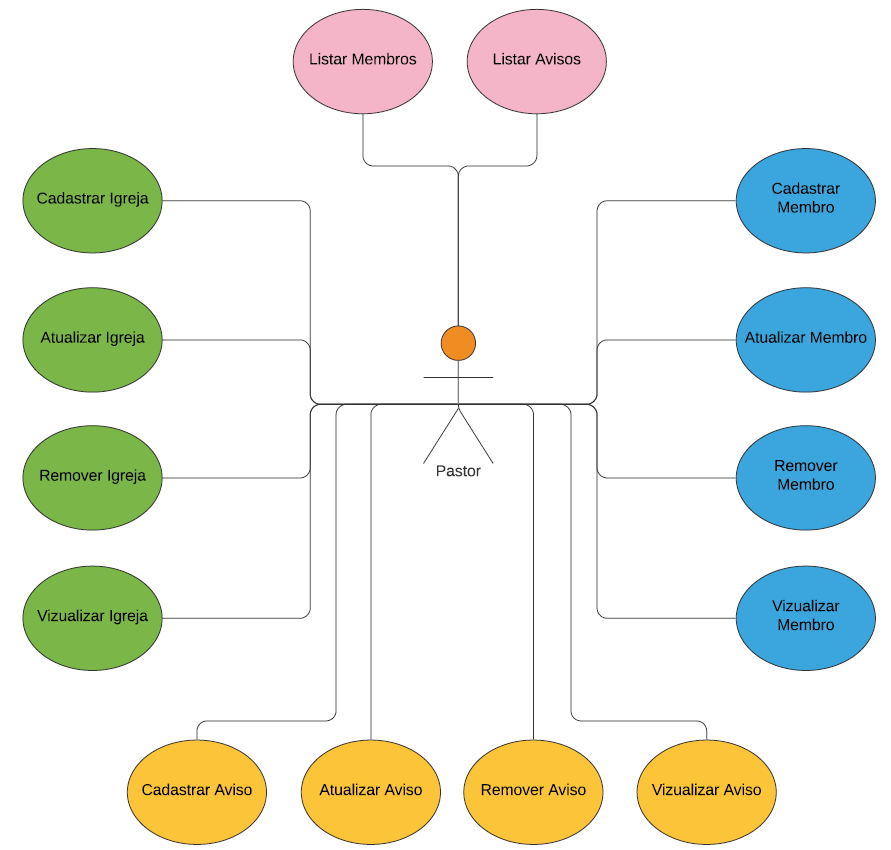 Listar Membros
Listar Avisos
Cadastrar Igreja
Cadastrar
Membro
Atualizar Igreja
Atualizar Membro
Remover Igreja
Pastor
Remover
Membro
Vizualizar Igreja
Vizualizar
Membro
Cadastrar Aviso
Atualizar Aviso
Remover Aviso
Vizualizar Aviso